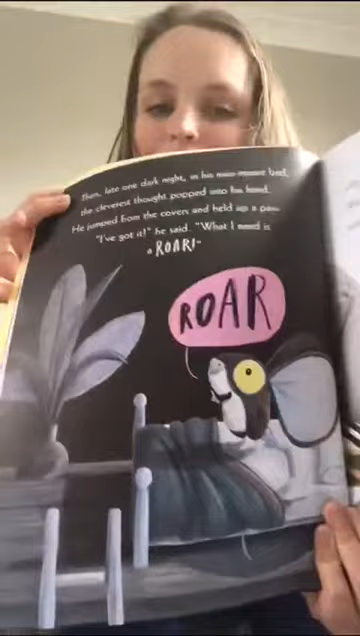 Then, late one dark night, in his mini-mouse bed,
the cleverest thought popped into his head.
He jumped from the covers and held up a paw.
"I've got it!" he said. "What I need is
a ROAR!"
ROAR